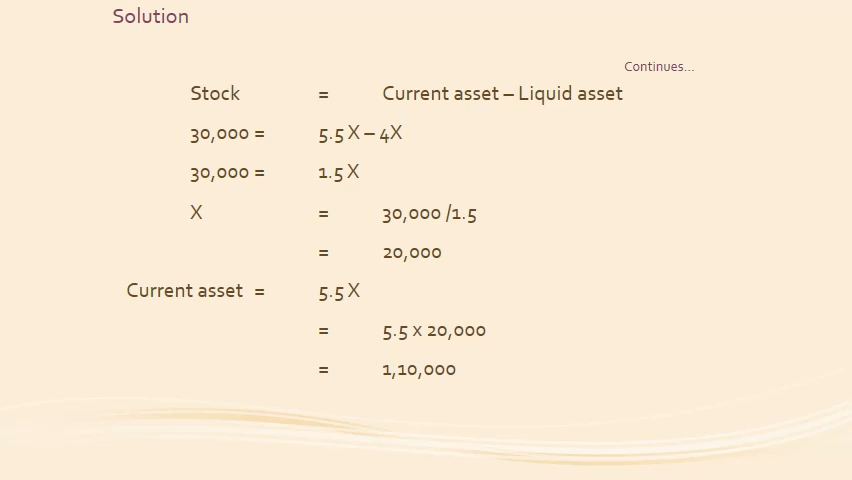 Solution
Continues...
Stock = Current asset – Liquid asset
30,000 = 5.5 X – 4X
30,000 = 1.5 X
X = 30,000 /1.5
= 20,000
Current asset = 5.5 X
= 5.5 x 20,000
= 1,10,000